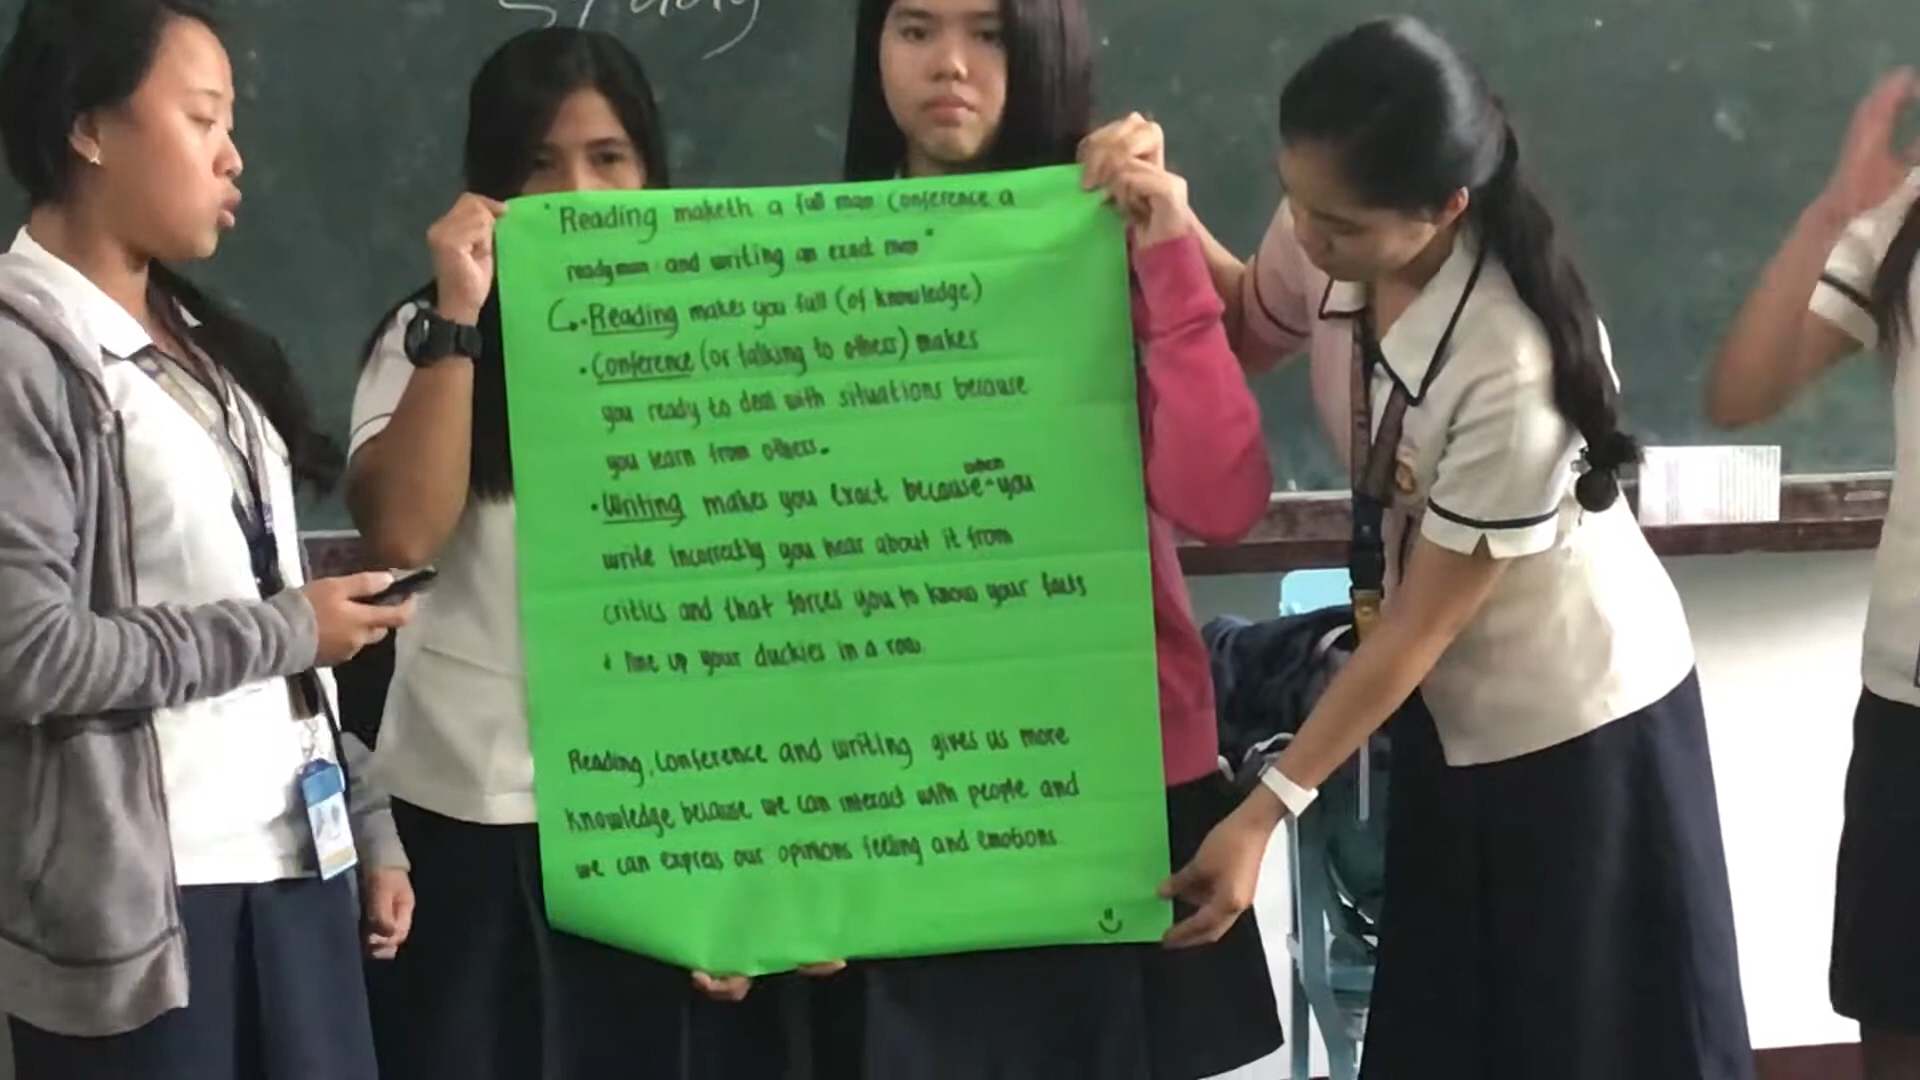 Study
"Reading maketh a full man conference a
readyman and writing an exact man"
• Reading makes you full (of knowledge)
• Conference (or talking to others) makes
you ready to deal with situations because
you learn from others.
• Writing makes you exact because when you
write incorrectly you hear about it from
critics and that forces you to know your facts
& line up your duckies in a row.
Reading, Conference and writing gives us more
knowledge because we can interact with people and
we can express our opinions feeling and emotions